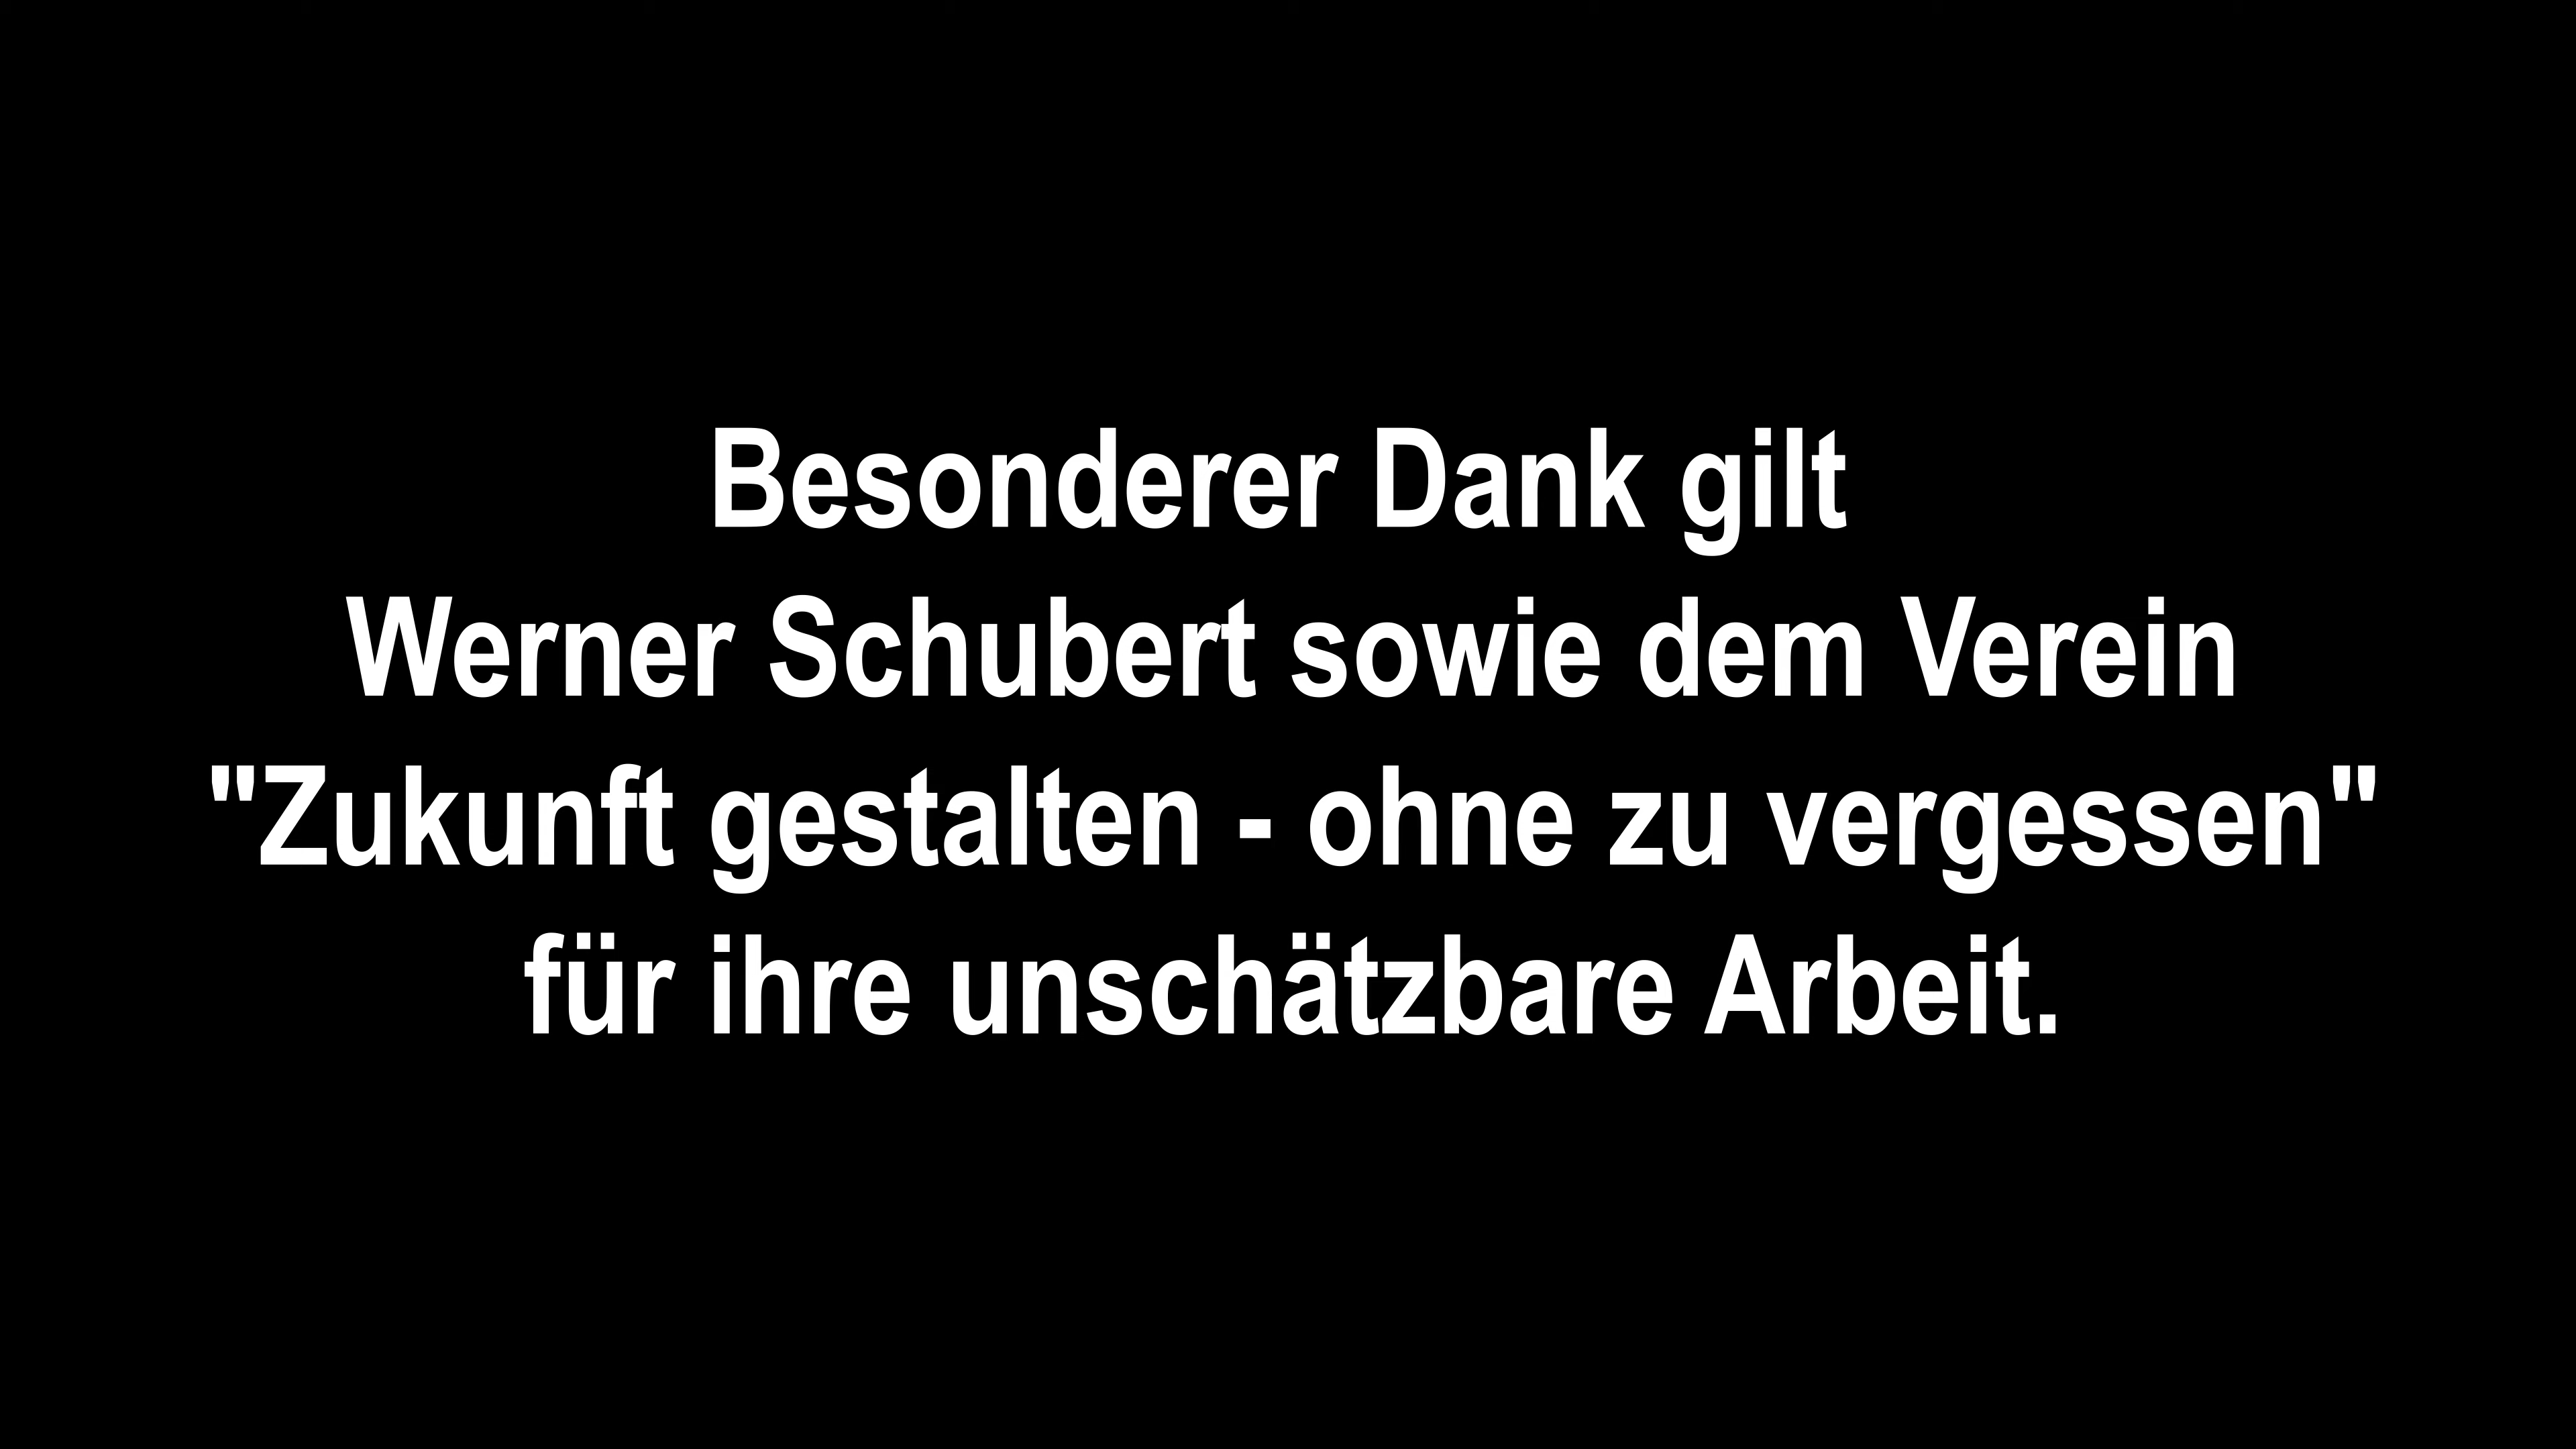 Besonderer Dank gilt
Werner Schubert sowie dem Verein
"Zukunft gestalten - ohne zu vergessen"
für ihre unschätzbare Arbeit.